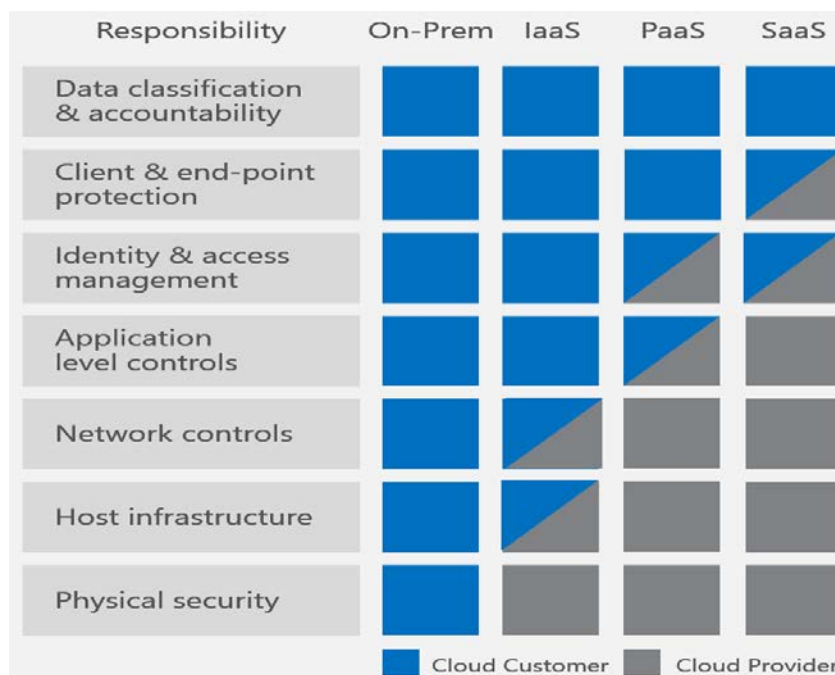 Responsibility On-Prem IaaS PaaS SaaS
Data classification
& accountability
Client & end-point
protection
Identity & access
management
Application
level controls
Network controls
Host infrastructure
Physical security
Cloud Customer Cloud Provider